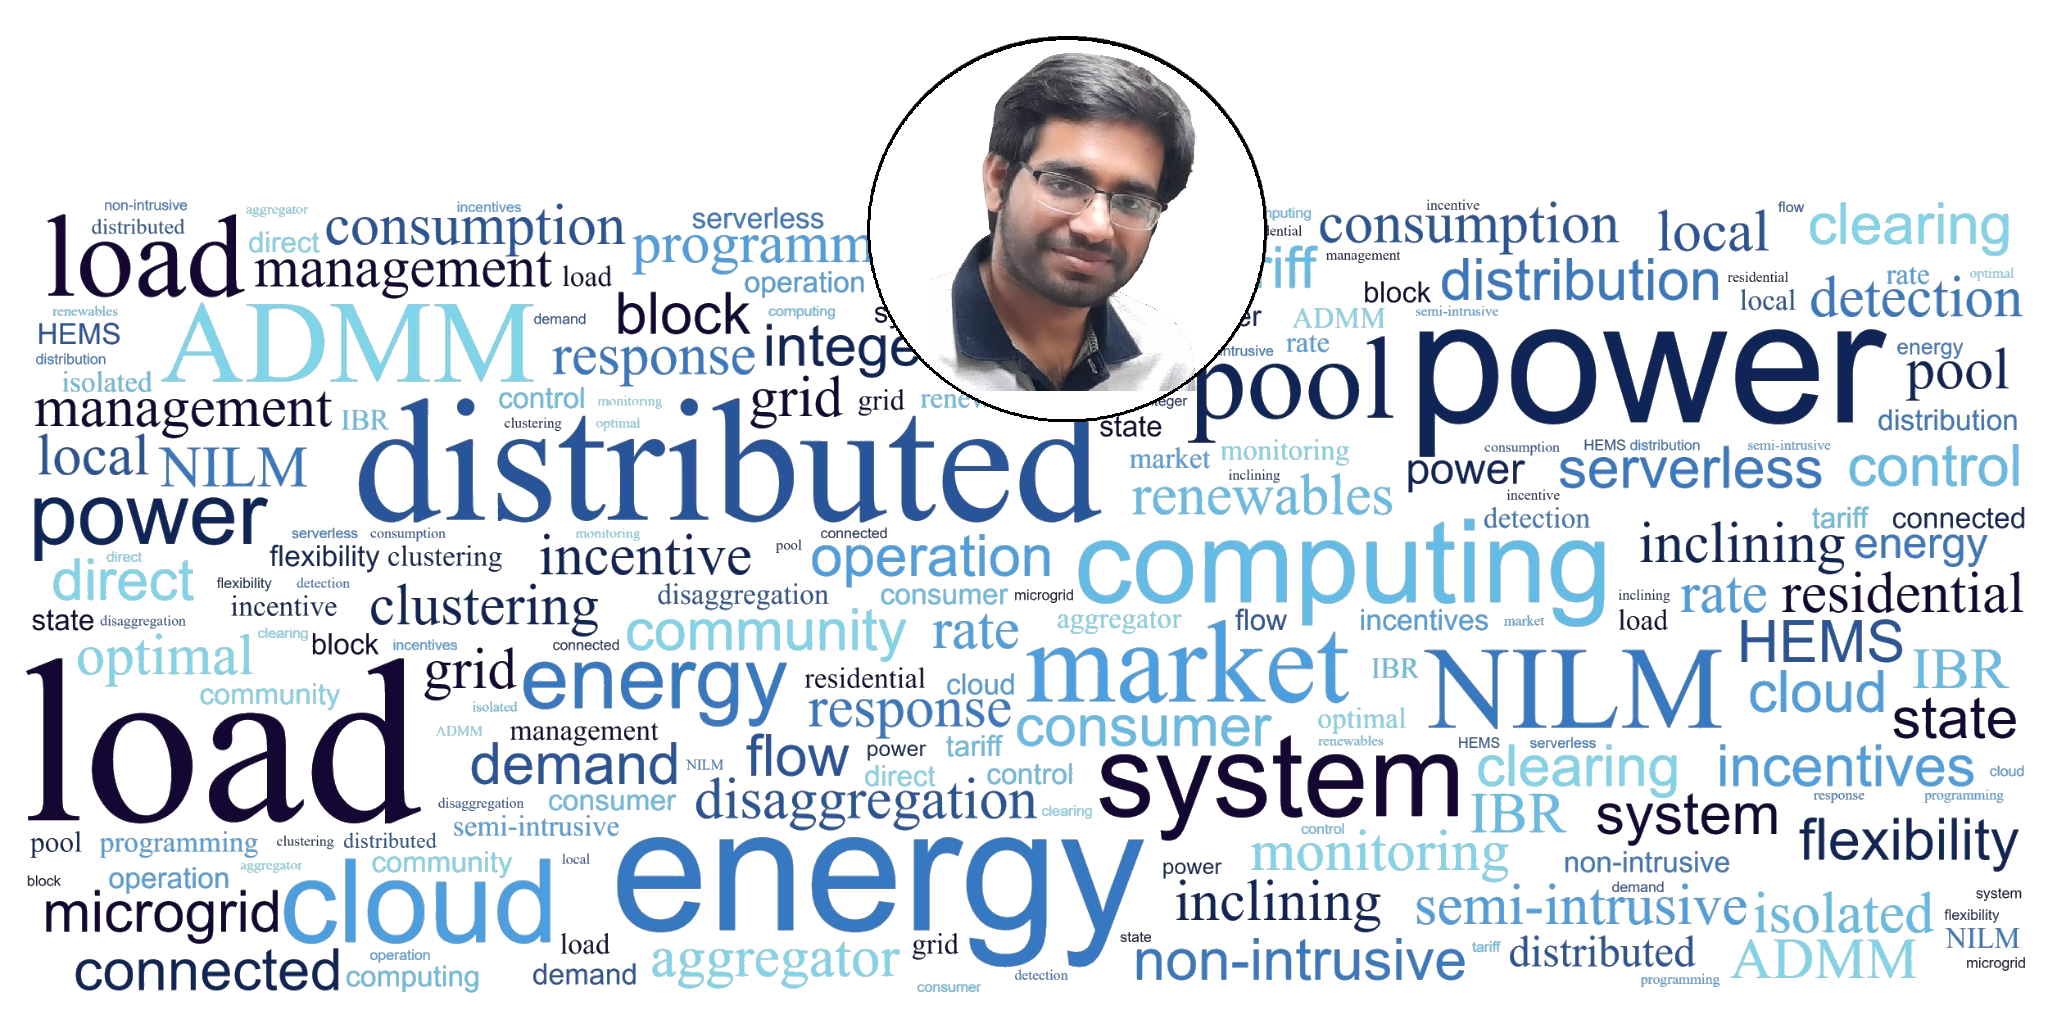 non-intrusive aggregator incentives serverless incentive flow
load distributed direct consumption programm consumption local clearing
management load operation management distribution residential rate optimal
renewables ADMM demand block computing block local detection
HEMS response ADMM semi-intrusive power energy
distribution isolated intrusive rate pool pool
management IBR control monitoring grid grid distribution
clustering optimal state
local NILM distributed market monitoring consumption HEMS distribution semi-intrusive
inclining power serverless control
power renewables incentive detection tariff connected
serverless consumption monitoring connected
direct flexibility clustering incentive pool operation computing inclining energy
direct flexibility detection
incentive clustering disaggregation consumer microgrid inclining rate residential
state disaggregation community rate aggregator flow incentives market load
optimal clearing block incentives connected market HEMS
load grid energy residential cloud IBR NILM cloud IBR
community isolated response consumer optimal state
ADMM management renewables HEMS serverless
demand NILM flow power tariff system clearing incentives cloud
direct control
disaggregation consumer disaggregation clearing IBR system response programming
semi-intrusive control flexibility
pool programming clustering distributed energy monitoring non-intrusive
aggregator community local power
block operation cloud inclining demand semi-intrusive isolated system
microgrid flexibility
load grid state distributed NILM
connected operation aggregator non-intrusive tariff ADMM microgrid
computing demand detection programming
consumer